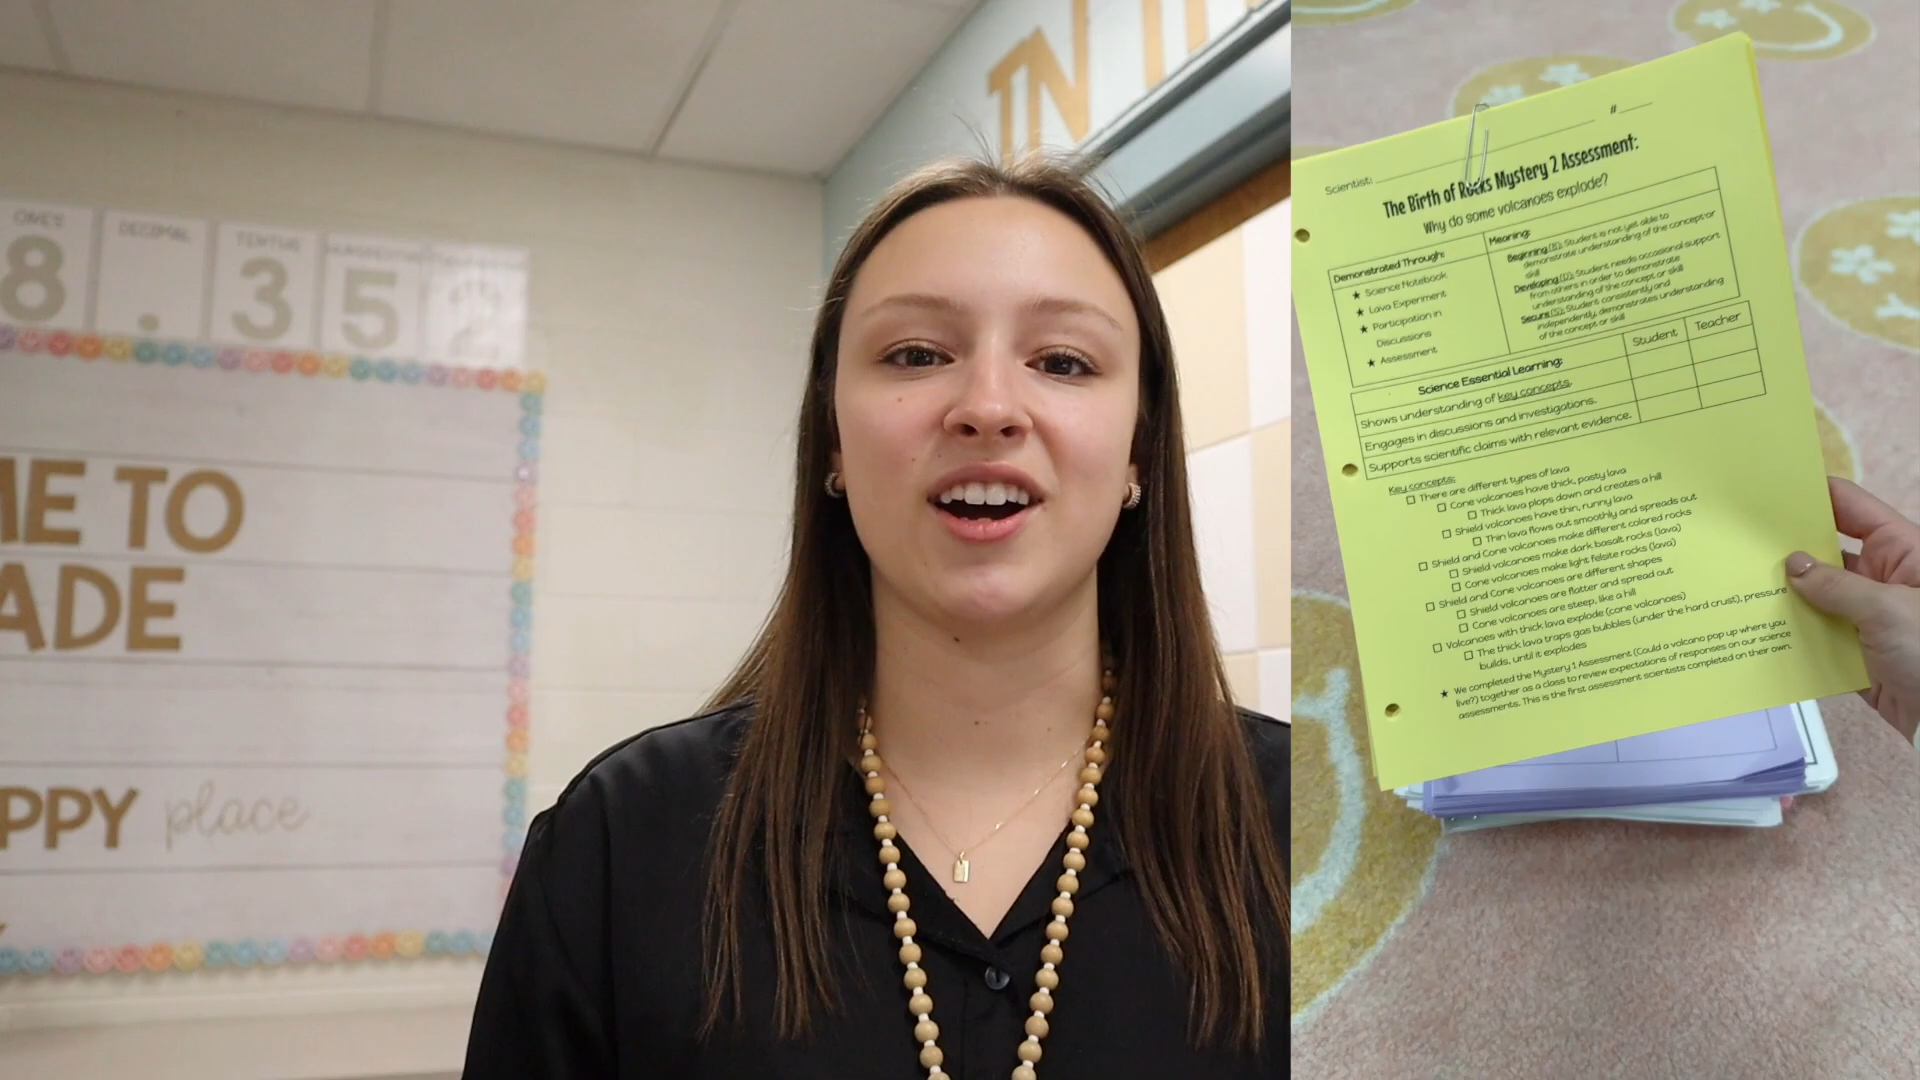 IN
ONES
DECIMAL
TENTHS
8
.
3
5
2
ME TO
ADE
PPY place
Scientist: #
The Birth of Rocks Mystery 2 Assessment:
Why do some volcanoes explode?
Demonstrated Through:
★ Science Notebook
★ Lava Experiment
★ Participation in
Discussions
★ Assessment
Meaning:
Beginning (B): Student is not yet able to
demonstrate understanding of the concept or
skill
Developing (D): Student needs occasional support
from others in order to demonstrate
understanding of the concept or skill
Secure (S): Student consistently and
independently, demonstrates understanding
of the concept or skill
Science Essential Learning:
Student
Teacher
Shows understanding of key concepts.
Engages in discussions and investigations.
Supports scientific claims with relevant evidence.
Key concepts:
☐ There are different types of lava
☐ Cone volcanoes have thick, pasty lava
☐ Thick lava plops down and creates a hill
☐ Shield volcanoes have thin, runny lava
☐ Thin lava flows out smoothly and spreads out
☐ Shield and Cone volcanoes make different colored rocks
☐ Shield volcanoes make dark basalt rocks (lava)
☐ Cone volcanoes make light felsite rocks (lava)
☐ Shield and Cone volcanoes are different shapes
☐ Shield volcanoes are flatter and spread out
☐ Cone volcanoes are steep, like a hill
☐ Volcanoes with thick lava explode (cone volcanoes)
☐ The thick lava traps gas bubbles (under the hard crust), pressure
builds, until it explodes
★ We completed the Mystery 1 Assessment (Could a volcano pop up where you
live?) together as a class to review expectations of responses on our science
assessments. This is the first assessment scientists completed on their own.